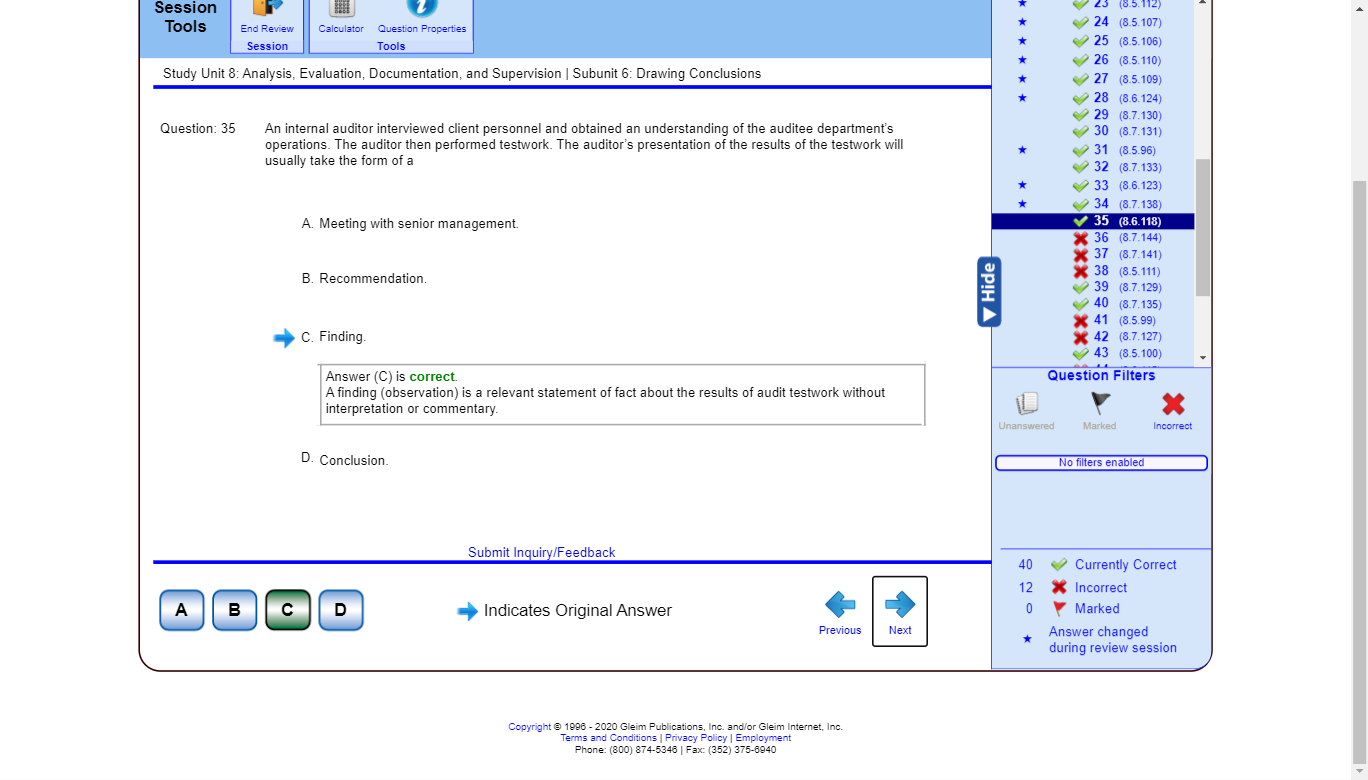 Session
Tools
End Review
Session
Calculator
Question Properties
Tools
Study Unit 8: Analysis, Evaluation, Documentation, and Supervision | Subunit 6: Drawing Conclusions
Question: 35
An internal auditor interviewed client personnel and obtained an understanding of the auditee department's
operations. The auditor then performed testwork. The auditor's presentation of the results of the testwork will
usually take the form of a
A. Meeting with senior management.
B. Recommendation.
C. Finding.
Answer (C) is correct.
A finding (observation) is a relevant statement of fact about the results of audit testwork without
interpretation or commentary.
D. Conclusion.
Submit Inquiry/Feedback
A
B
C
D
Indicates Original Answer
Previous
Next
Hide
23 (8.5.112)
24 (8.5.107)
25 (8.5.106)
26 (8.5.110)
27 (8.5.109)
28 (8.6.124)
29 (8.7.130)
30 (8.7.131)
31 (8.5.96)
32 (8.7.133)
33 (8.6.123)
34 (8.7.138)
35 (8.6.118)
36 (8.7.144)
37 (8.7.141)
38 (8.5.111)
39 (8.7.129)
40 (8.7.135)
41 (8.5.99)
42 (8.7.127)
43 (8.5.100)
Question Filters
Unanswered
Marked
Incorrect
No filters enabled
40 Currently Correct
12 Incorrect
0 Marked
Answer changed
during review session
Copyright © 1996 - 2020 Gleim Publications, Inc. and/or Gleim Internet, Inc.
Terms and Conditions | Privacy Policy | Employment
Phone: (800) 874-5346 | Fax: (352) 375-6940